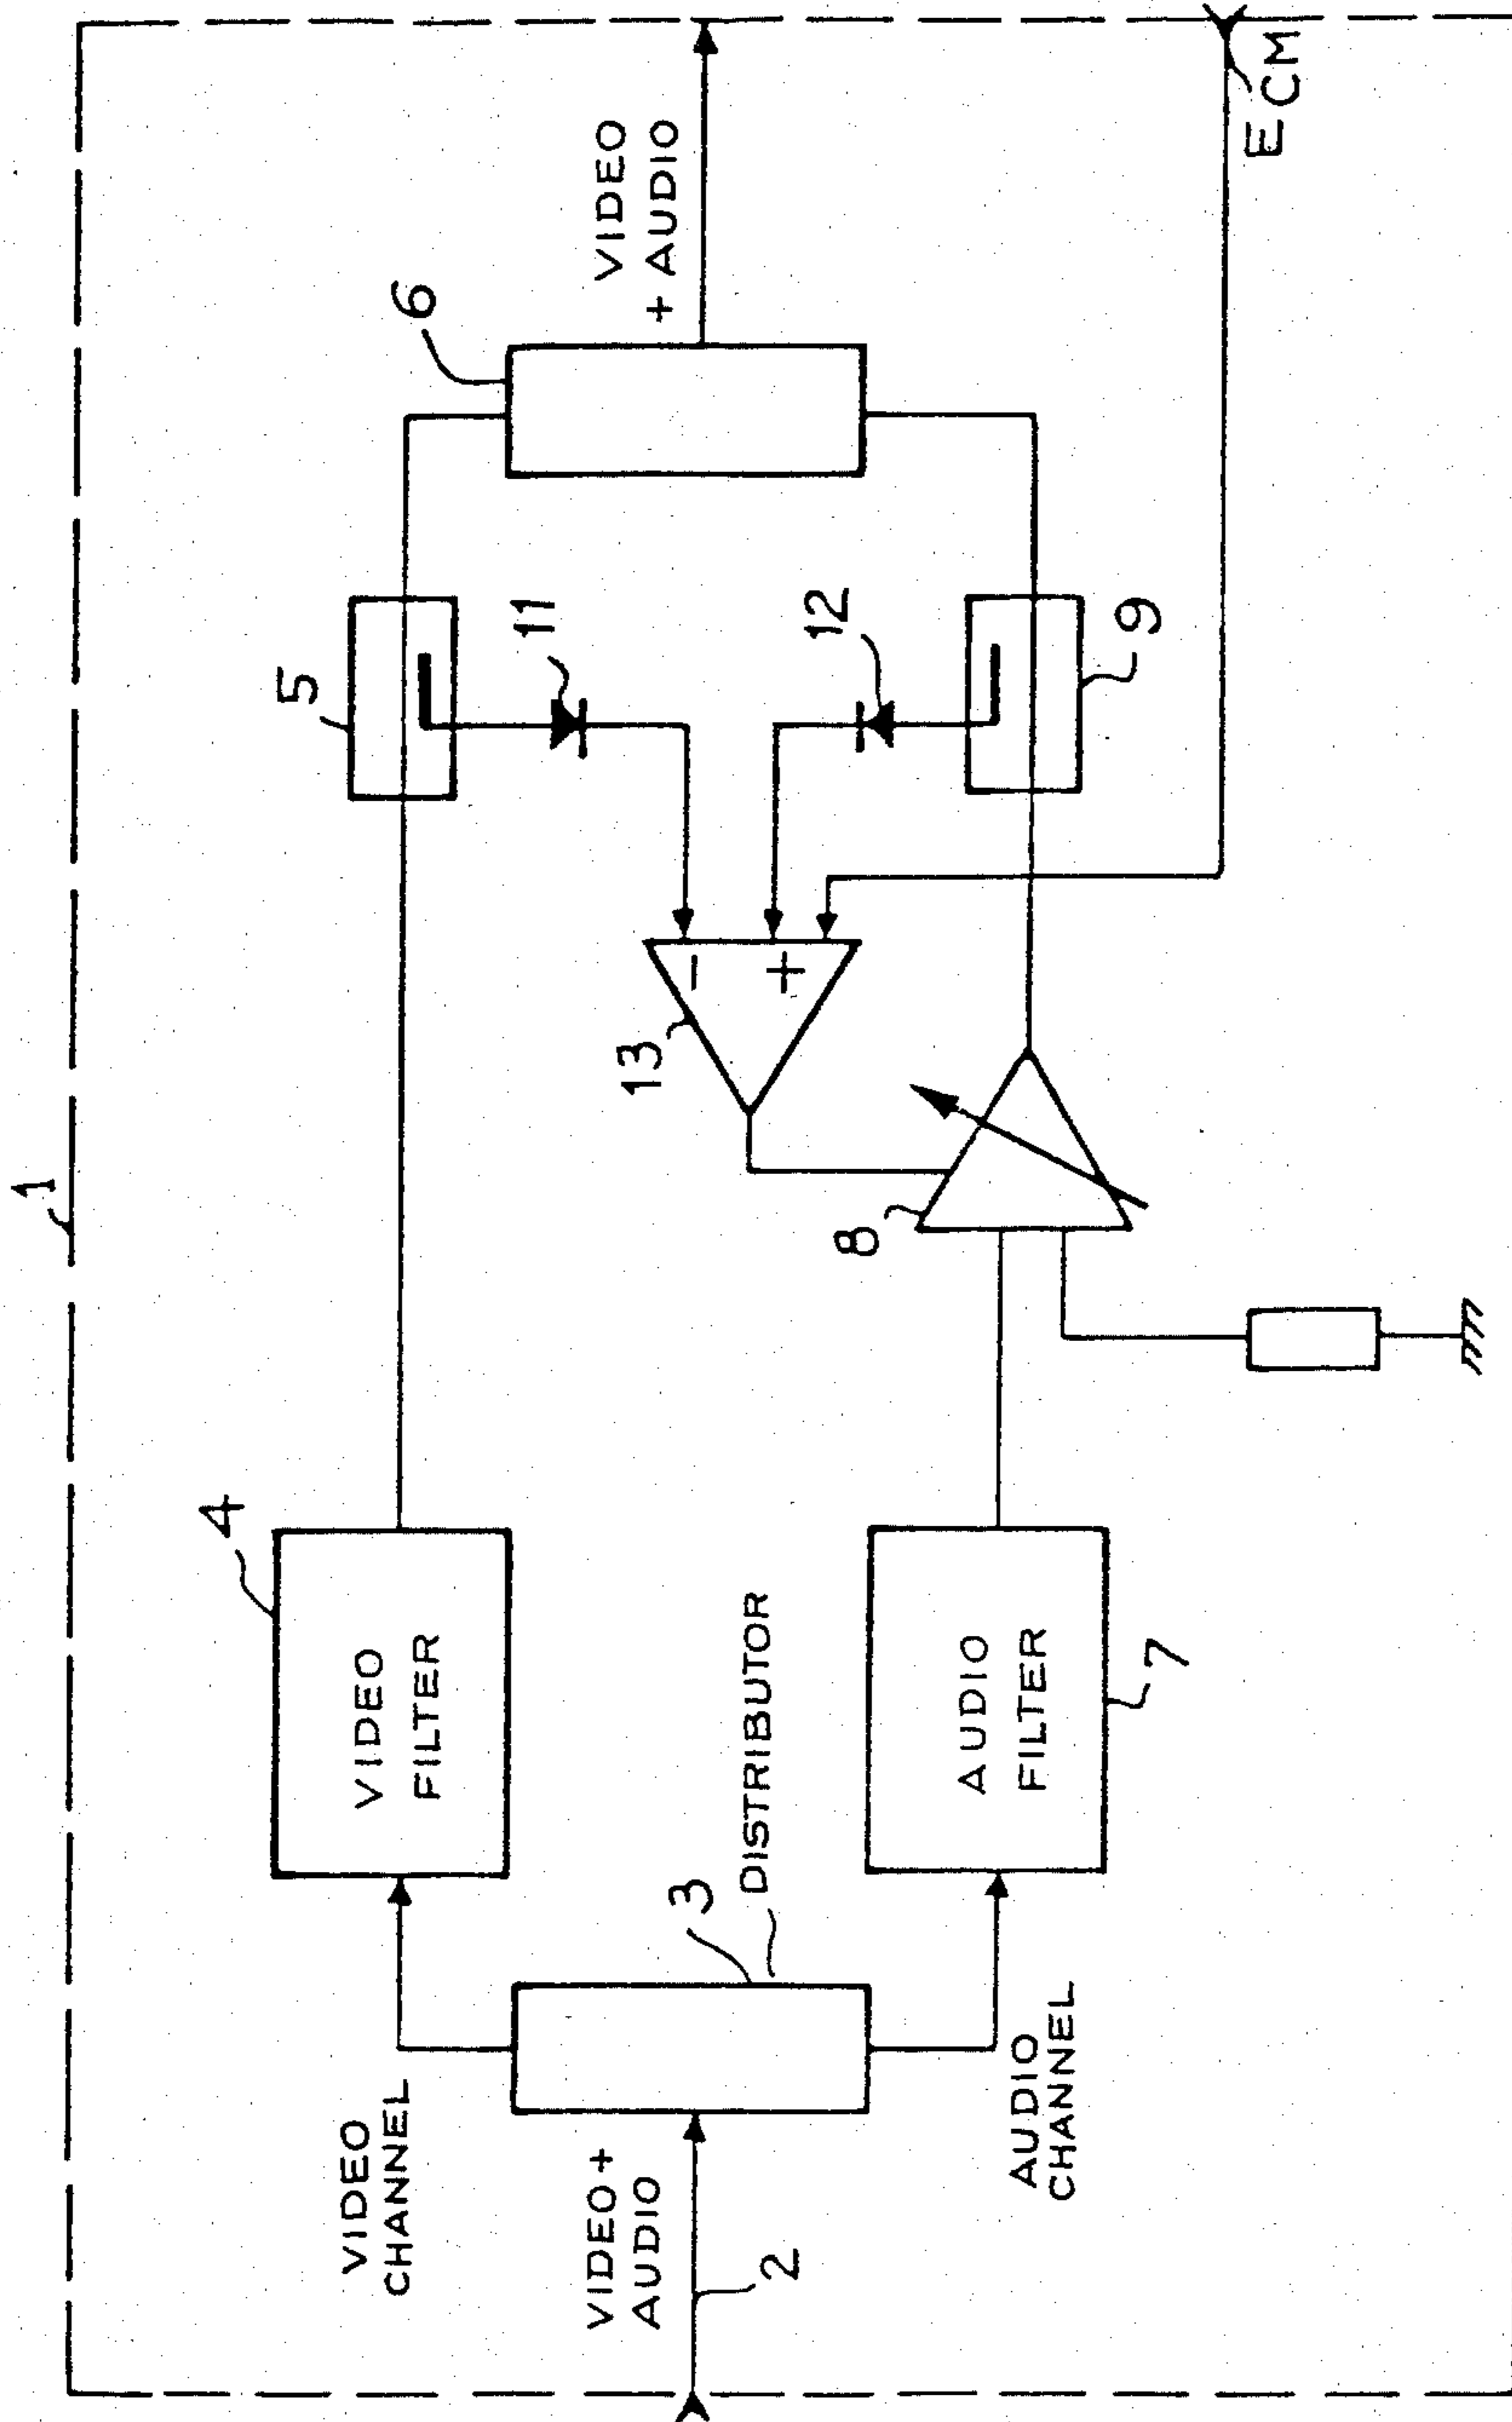 1
4
VIDEO
FILTER
5
6
VIDEO
CHANNEL
VIDEO +
AUDIO
2
3
DISTRIBUTOR
11
12
13
-
+
VIDEO
+ AUDIO
AUDIO
CHANNEL
AUDIO
FILTER
7
8
9
ECM